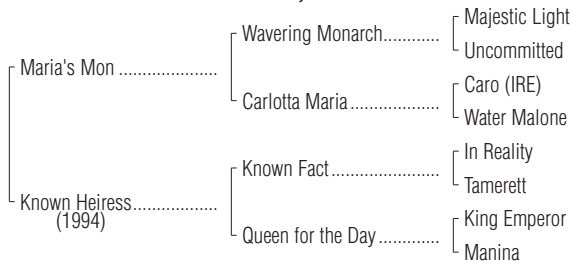 Majestic Light
Wavering Monarch............
Uncommitted
Maria's Mon .....................
Caro (IRE)
Carlotta Maria...................
Water Malone
In Reality
Known Fact.......................
Tamerett
Known Heiress..................
(1994)
King Emperor
Queen for the Day ............
Manina